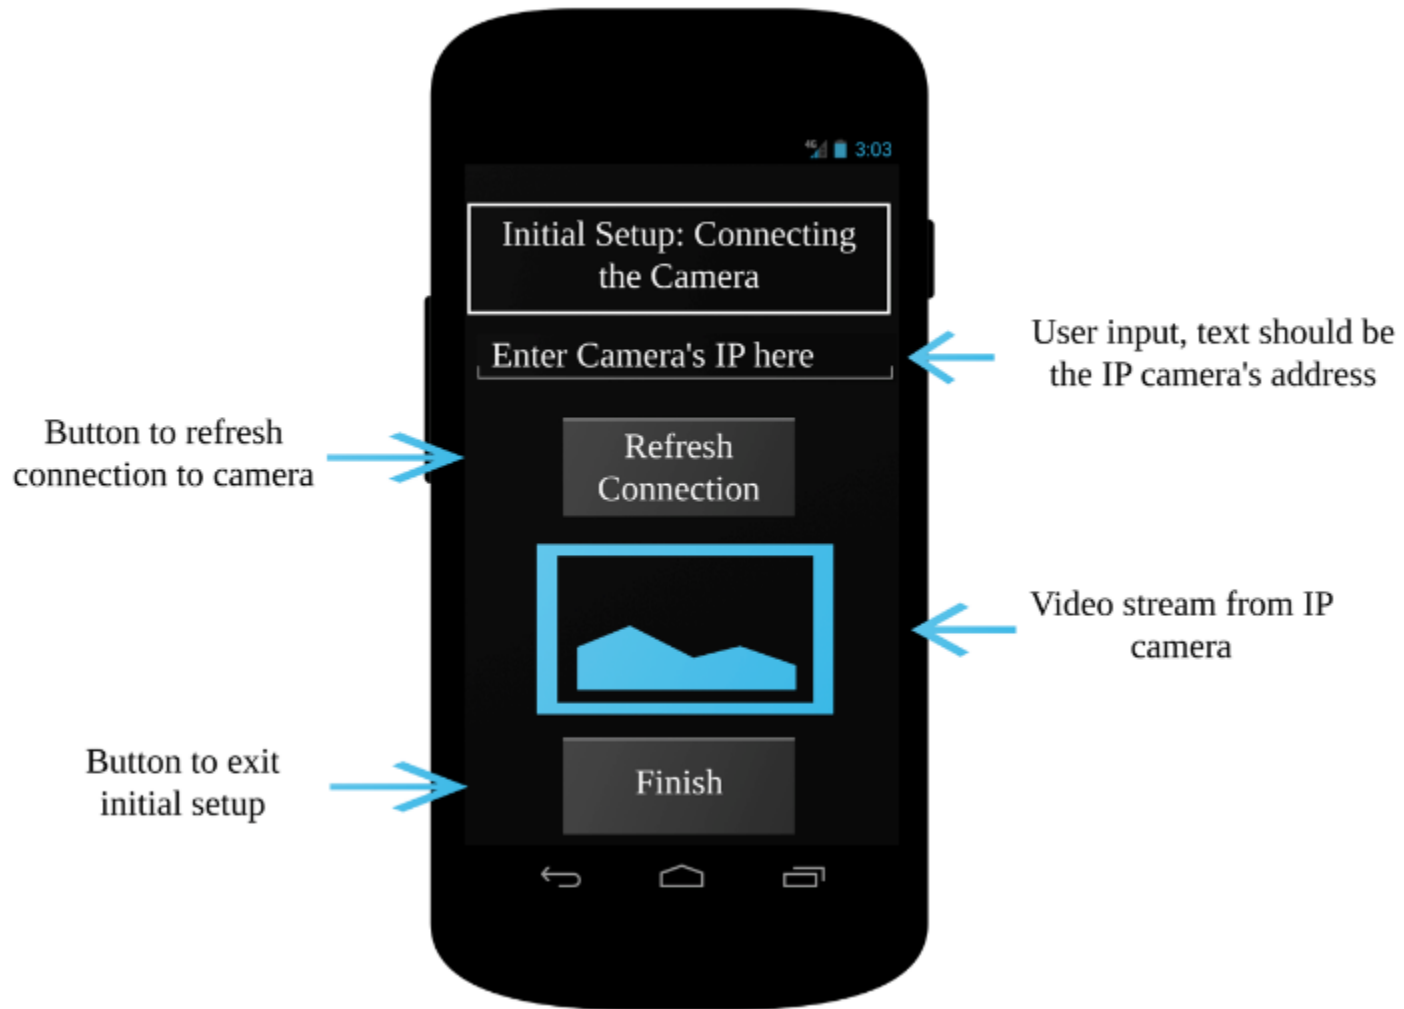 4G 3:03
Initial Setup: Connecting
the Camera
Enter Camera's IP here
User input, text should be
the IP camera's address
Button to refresh
connection to camera
Refresh
Connection
Video stream from IP
camera
Button to exit
initial setup
Finish